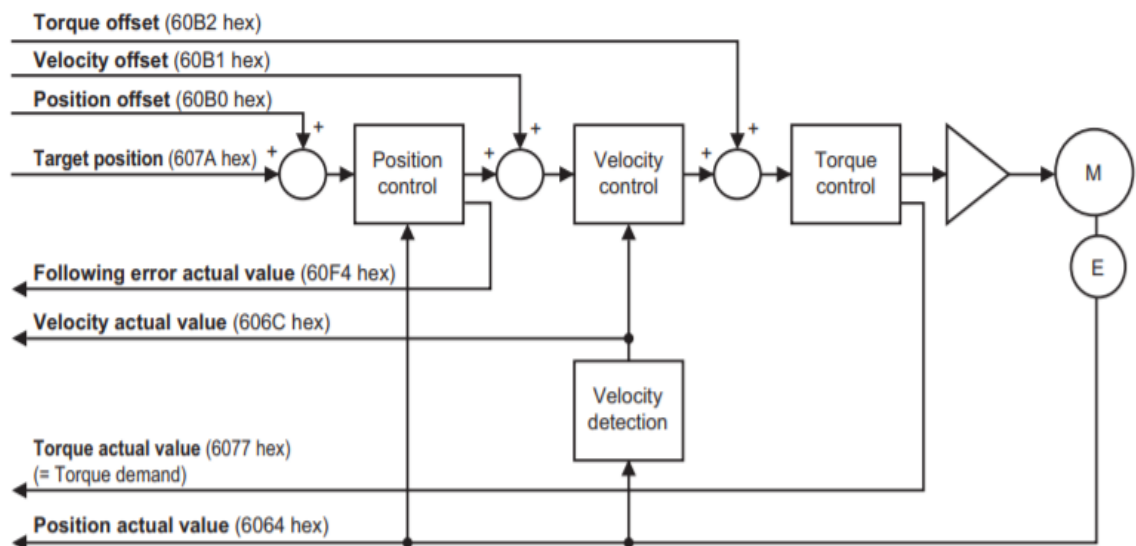 Torque offset (60B2 hex)
Velocity offset (60B1 hex)
Position offset (60B0 hex)
+ + +
Target position (607A hex) + + +
Position
control
Velocity
control
Torque
control
M
E
Following error actual value (60F4 hex)
Velocity actual value (606C hex)
Velocity
detection
Torque actual value (6077 hex)
(= Torque demand)
Position actual value (6064 hex)